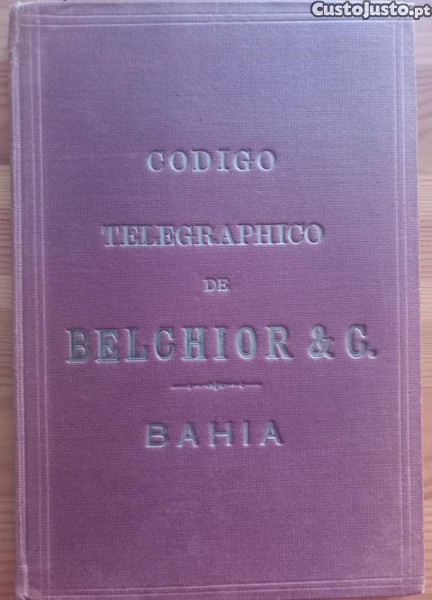 CustoJusto.pt
CODIGO
TELEGRAPHICO
DE
BELCHIOR & C.
BAHIA